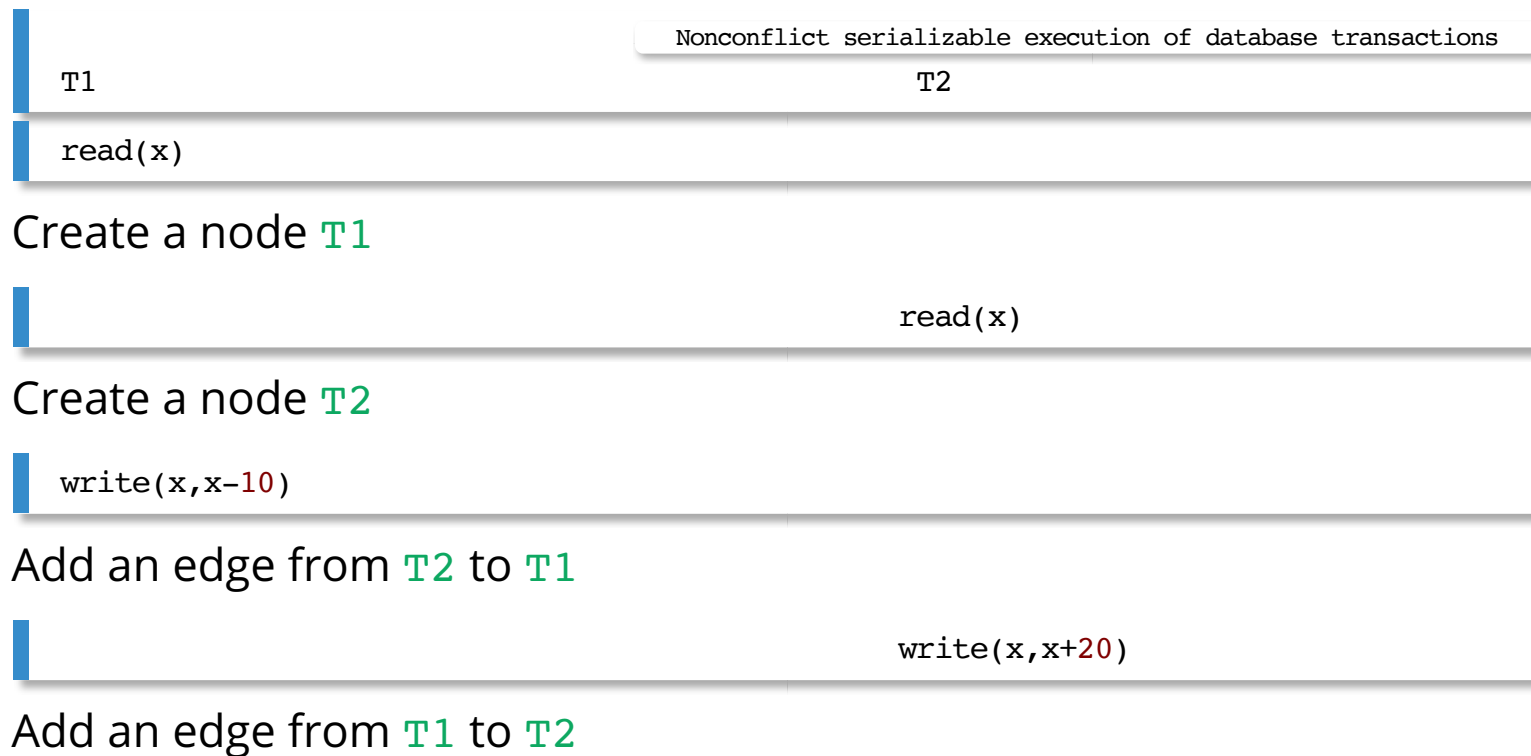 Nonconflict serializable execution of database transactions
T1 T2
read(x)
Create a node T1
read(x)
Create a node T2
write(x,x-10)
Add an edge from T2 to T1
write(x,x+20)
Add an edge from T1 to T2